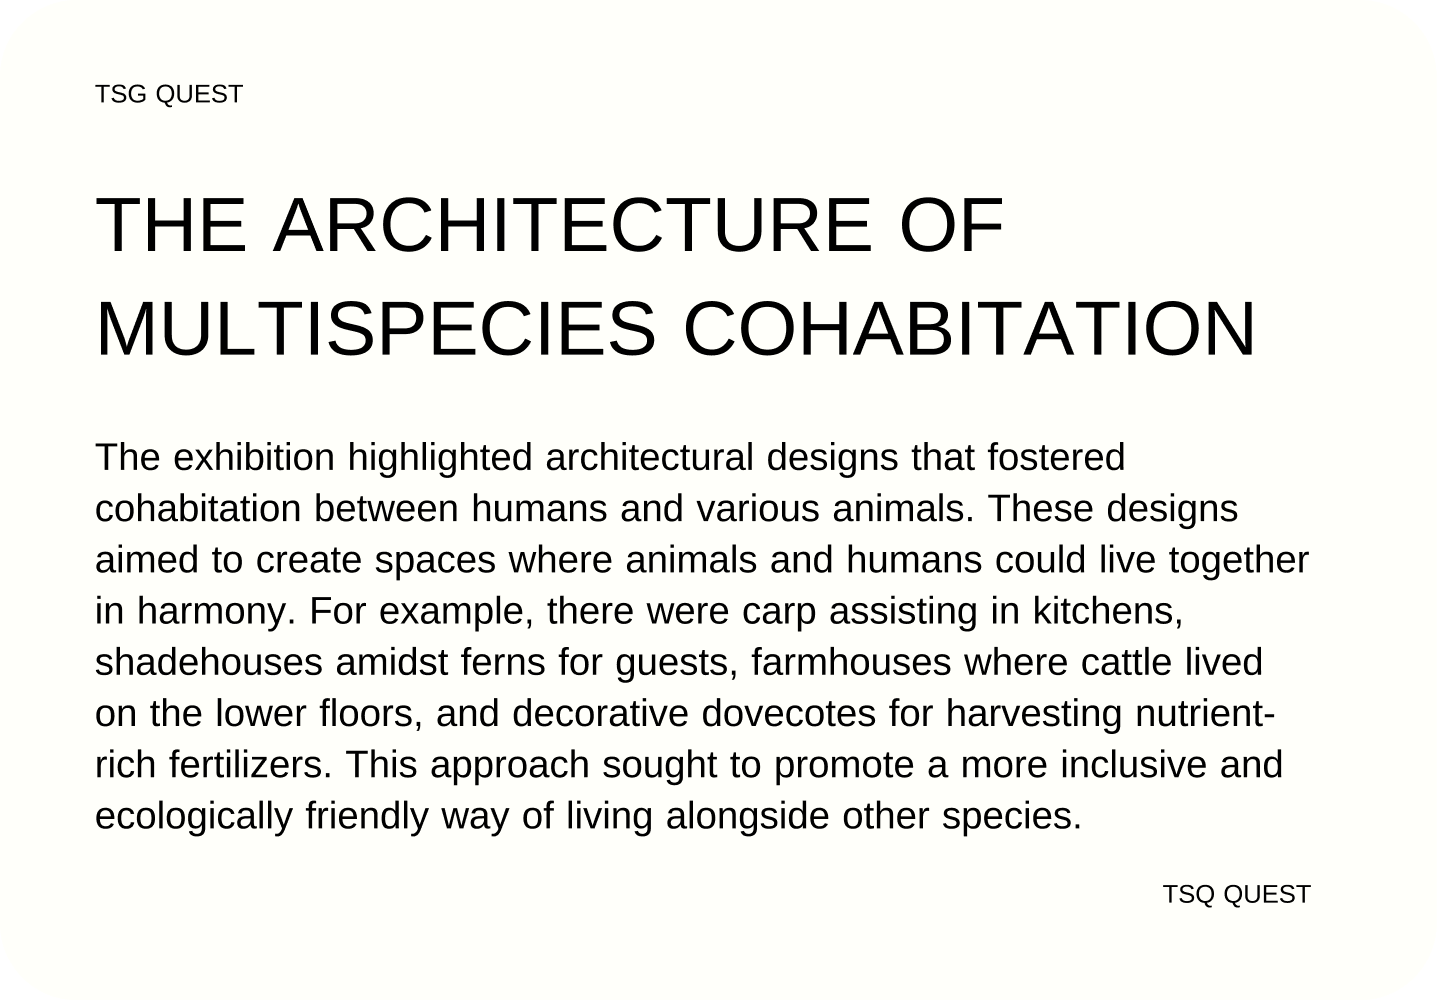 TSG QUEST
THE ARCHITECTURE OF
MULTISPECIES COHABITATION
The exhibition highlighted architectural designs that fostered
cohabitation between humans and various animals. These designs
aimed to create spaces where animals and humans could live together
in harmony. For example, there were carp assisting in kitchens,
shadehouses amidst ferns for guests, farmhouses where cattle lived
on the lower floors, and decorative dovecotes for harvesting nutrient-
rich fertilizers. This approach sought to promote a more inclusive and
ecologically friendly way of living alongside other species.
TSQ QUEST